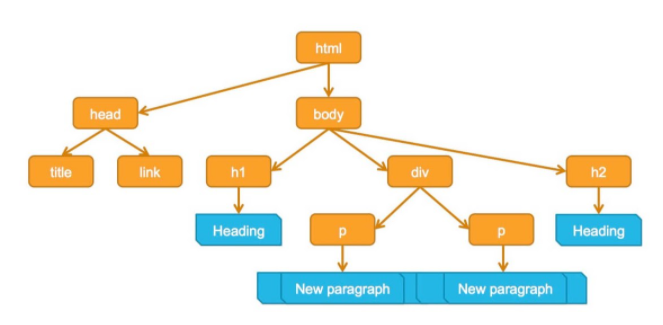 html
head
body
title
link
h1
div
h2
Heading
p
p
Heading
New paragraph
New paragraph